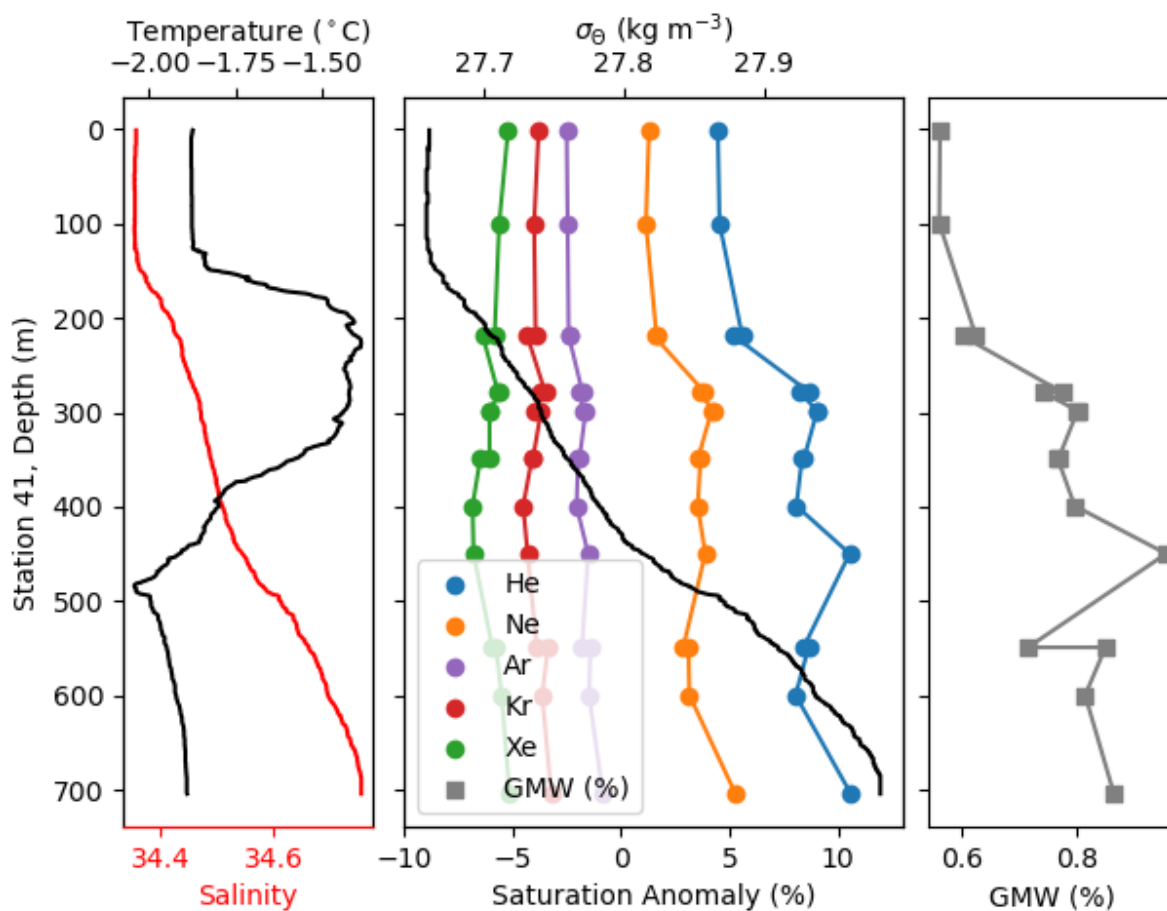 Temperature (°C)
−2.00 −1.75 −1.50
σΘ (kg m−3)
27.7 27.8 27.9
Station 41, Depth (m)
0
100
200
300
400
500
600
700
He
Ne
Ar
Kr
Xe
GMW (%)
34.4 34.6
Salinity
−10 −5 0 5 10
Saturation Anomaly (%)
0.6 0.8
GMW (%)